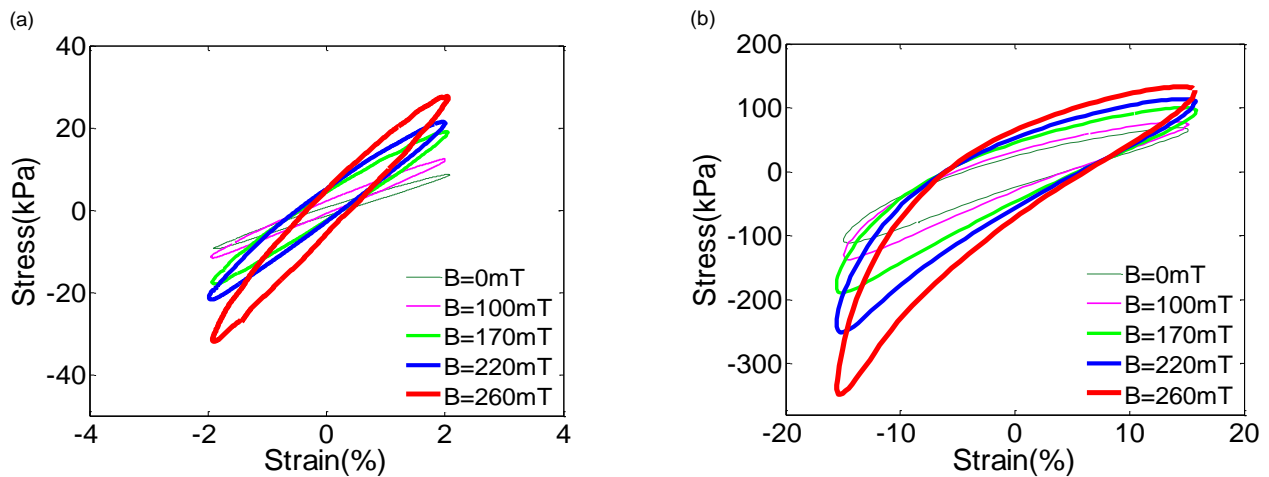 (a)
40
20
0
-20
-40
-4
-2
0
2
4
Stress(kPa)
Strain(%)
B=0mT
B=100mT
B=170mT
B=220mT
B=260mT
(b)
200
100
0
-100
-200
-300
-20
-10
0
10
20
Stress(kPa)
Strain(%)
B=0mT
B=100mT
B=170mT
B=220mT
B=260mT